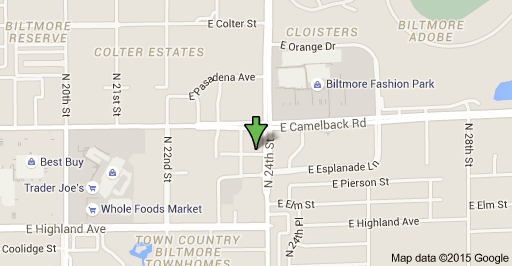 E Colter St
CLOISTERS
BILTMORE
RESERVE
BILTMORE
ADOBE
COLTER ESTATES
E Orange Dr
E Pasadena Ave
Biltmore Fashion Park
N 20th St
N 21st St
E Camelback Rd
N 22nd St
N 24th St
N 28th St
Best Buy
E Esplanade Ln
Trader Joe's
E Pierson St
Whole Foods Market
E Elm St
E Elm St
N 24th Pl
E Highland Ave
E Highland Ave
Coolidge St
TOWN COUNTRY
BILTMORE
TOWNHOMES
Map data ©2015 Google